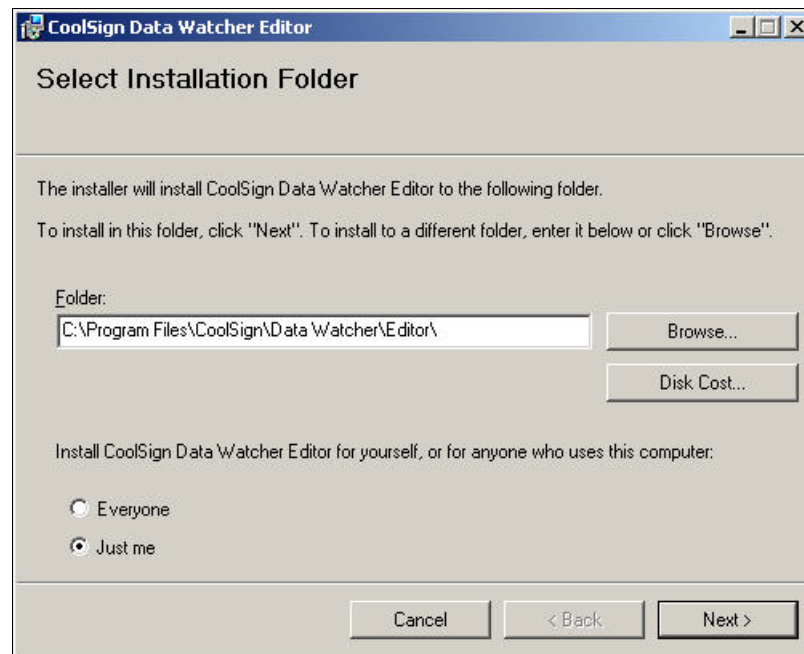 CoolSign Data Watcher Editor
Select Installation Folder
The installer will install CoolSign Data Watcher Editor to the following folder.
To install in this folder, click "Next". To install to a different folder, enter it below or click "Browse".
Folder:
C:\Program Files\CoolSign\Data Watcher\Editor\
Browse...
Disk Cost...
Install CoolSign Data Watcher Editor for yourself, or for anyone who uses this computer:
Everyone
Just me
Cancel
< Back
Next >